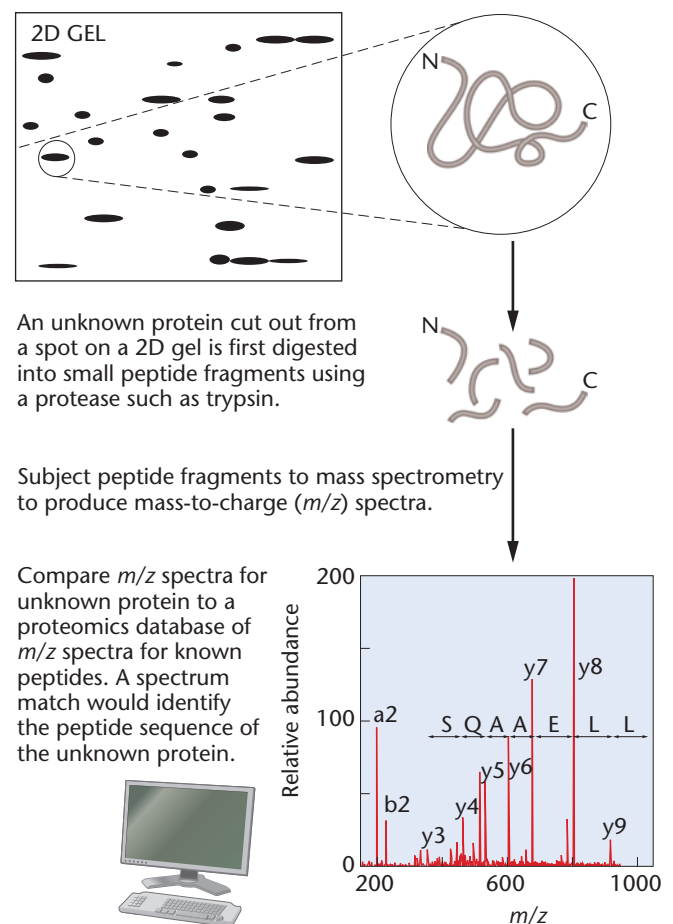 2D GEL
N
C
An unknown protein cut out from
a spot on a 2D gel is first digested
into small peptide fragments using
a protease such as trypsin.
N
C
Subject peptide fragments to mass spectrometry
to produce mass-to-charge (m/z) spectra.
Compare m/z spectra for
unknown protein to a
proteomics database of
m/z spectra for known
peptides. A spectrum
match would identify
the peptide sequence of
the unknown protein.
Relative abundance
200
100
0
y7
y8
a2
S Q A A E L L
y5 y6
b2
y4
y3
y9
200 600 1000
m/z